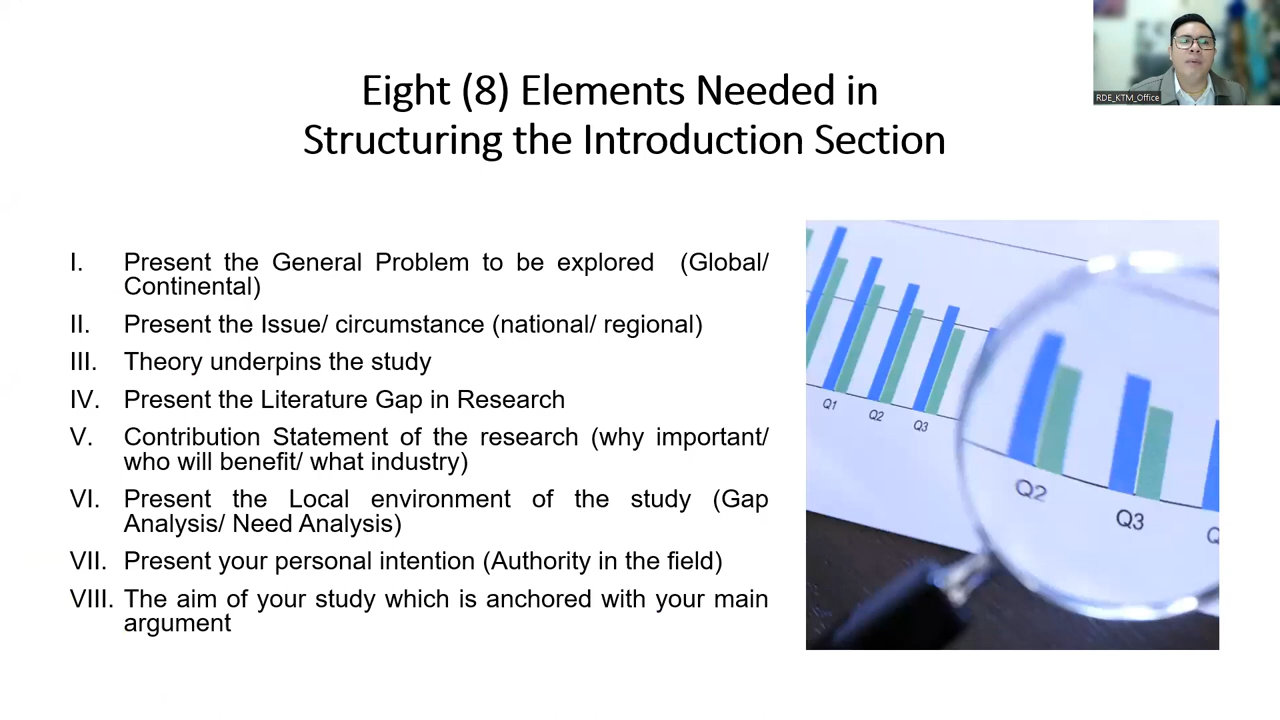 RDE_KTM_Office
Eight (8) Elements Needed in
Structuring the Introduction Section
I. Present the General Problem to be explored (Global/
Continental)
II. Present the Issue/ circumstance (national/ regional)
III. Theory underpins the study
IV. Present the Literature Gap in Research
V. Contribution Statement of the research (why important/
who will benefit/ what industry)
VI. Present the Local environment of the study (Gap
Analysis/ Need Analysis)
VII. Present your personal intention (Authority in the field)
VIII. The aim of your study which is anchored with your main
argument
Q1
Q2
Q3
Q2
Q3